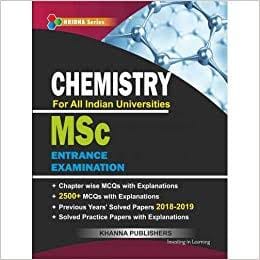 HRIDHA Series
CHEMISTRY
For All Indian Universities
MSc
ENTRANCE
EXAMINATION
• Chapter wise MCQs with Explanations
• 2500+ MCQs with Explanations
• Previous Years' Solved Papers 2018-2019
• Solved Practice Papers with Explanations
KHANNA PUBLISHERS
Investing in Learning